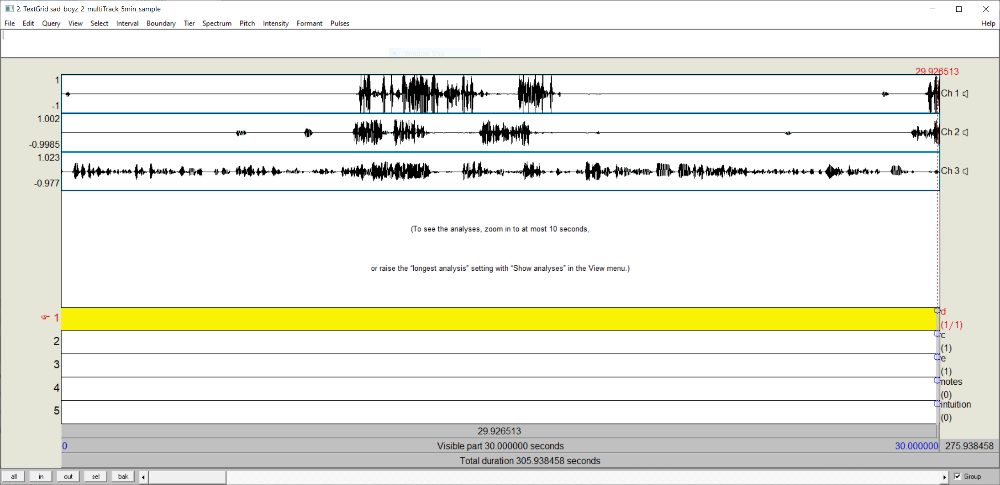 2. TextGrid sad_boyz_2_multiTrack_5min_sample
File Edit Query View Select Interval Boundary Tier Spectrum Pitch Intensity Formant Pulses Help
Window Snip
29.926513
1
-1
Ch 1
1.002
-0.9985
Ch 2
1.023
-0.977
Ch 3
(To see the analyses, zoom in to at most 10 seconds,
or raise the “longest analysis” setting with “Show analyses” in the View menu.)
1 d
(1/1)
2 c
(1)
3 e
(1)
4 notes
(0)
5 intuition
(0)
29.926513
0 Visible part 30.000000 seconds 30.000000 275.938458
Total duration 305.938458 seconds
all in out sel bak Group